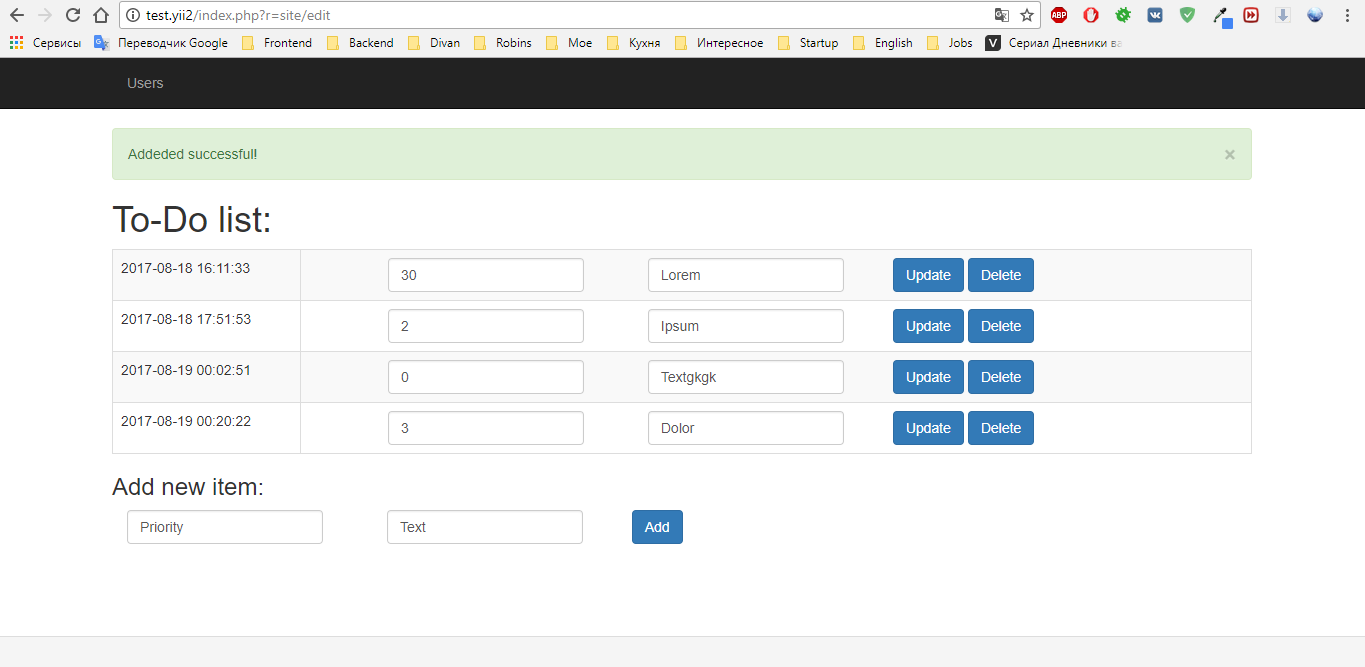 test.yii2/index.php?r=site/edit
ABP
Сервисы Переводчик Google Frontend Backend Divan Robins Мое Кухня Интересное Startup English Jobs V Сериал Дневники ва
Users
Addeded successful! ×
To-Do list:
2017-08-18 16:11:33 30 Lorem Update Delete
2017-08-18 17:51:53 2 Ipsum Update Delete
2017-08-19 00:02:51 0 Textgkgk Update Delete
2017-08-19 00:20:22 3 Dolor Update Delete
Add new item:
Priority Text Add